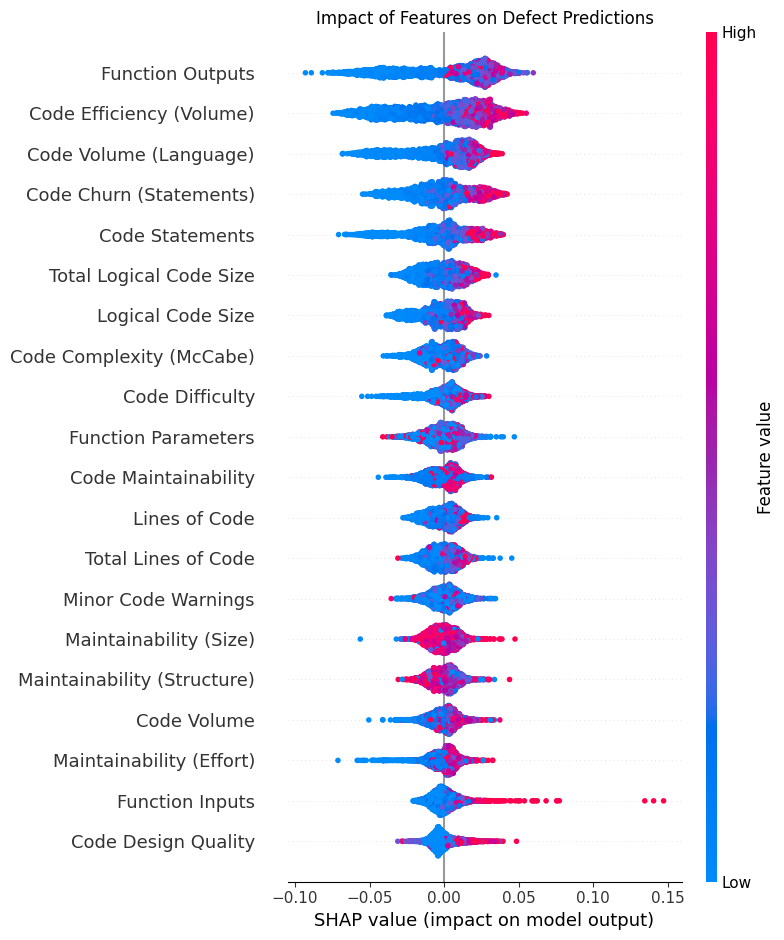 Impact of Features on Defect Predictions
High
Function Outputs
Code Efficiency (Volume)
Code Volume (Language)
Code Churn (Statements)
Code Statements
Total Logical Code Size
Logical Code Size
Code Complexity (McCabe)
Code Difficulty
Function Parameters
Code Maintainability
Lines of Code
Total Lines of Code
Minor Code Warnings
Maintainability (Size)
Maintainability (Structure)
Code Volume
Maintainability (Effort)
Function Inputs
Code Design Quality
Feature value
Low
−0.10 −0.05 0.00 0.05 0.10 0.15
SHAP value (impact on model output)